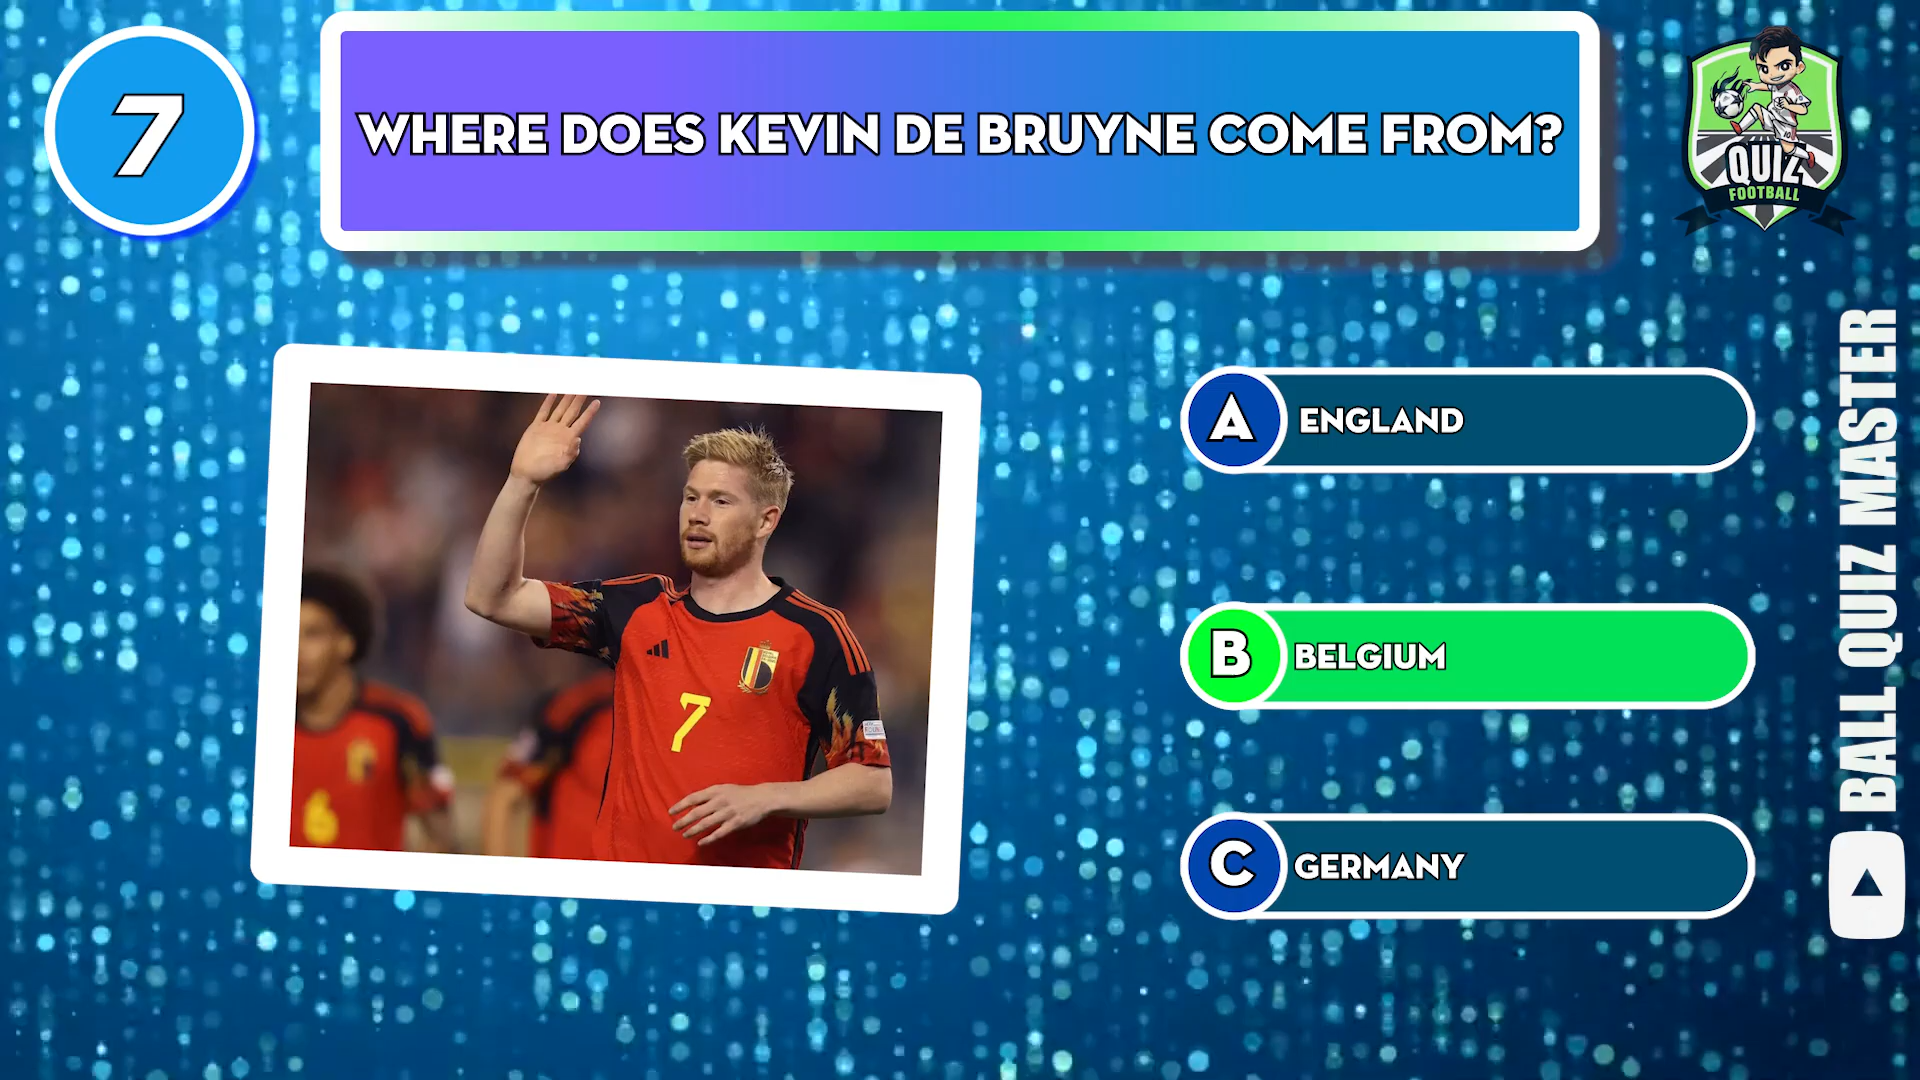 7
WHERE DOES KEVIN DE BRUYNE COME FROM?
QUIZ
FOOTBALL
A ENGLAND
B BELGIUM
C GERMANY
7
6
BALL QUIZ MASTER